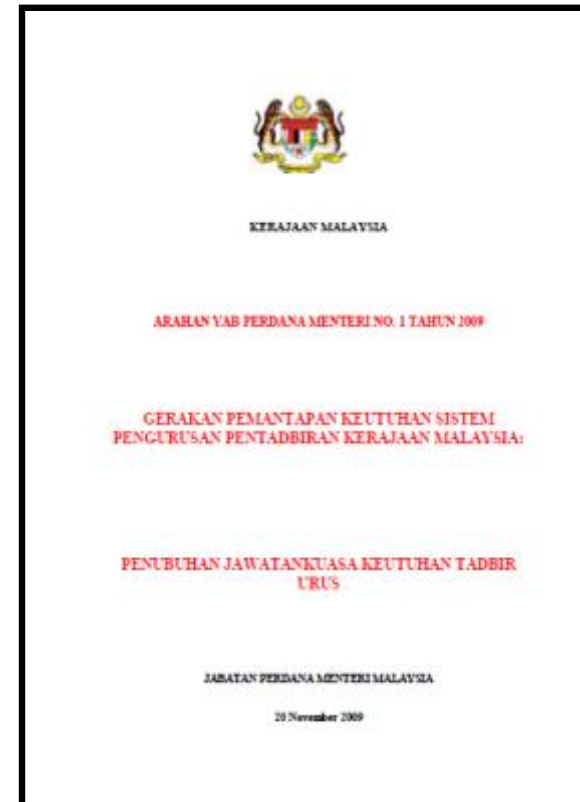 KERAJAAN MALAYSIA
ARAHAN YAB PERDANA MENTERI NO. 1 TAHUN 2009
GERAKAN PEMANTAPAN KEUTUHAN SISTEM
PENGURUSAN PENTADBIRAN KERAJAAN MALAYSIA:
PENUBUHAN JAWATANKUASA KEUTUHAN TADBIR
URUS
JABATAN PERDANA MENTERI MALAYSIA
20 November 2009